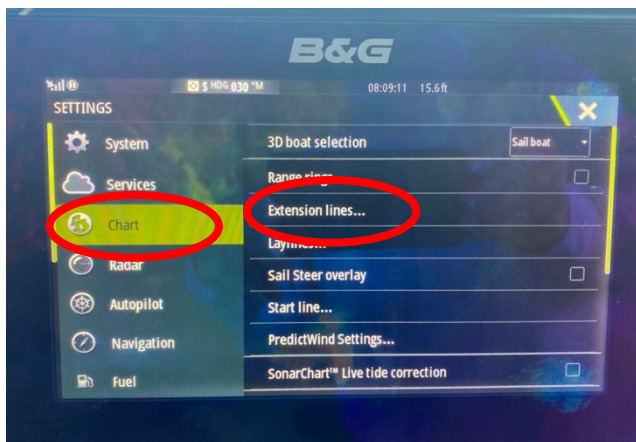 B&G
S HDG 030 °M 08:09:11 15.6ft
SETTINGS
System
Services
Chart
Radar
Autopilot
Navigation
Fuel
3D boat selection Sail boat
Range rings
Extension lines...
Laylines...
Sail Steer overlay
Start line...
PredictWind Settings...
SonarChart™ Live tide correction